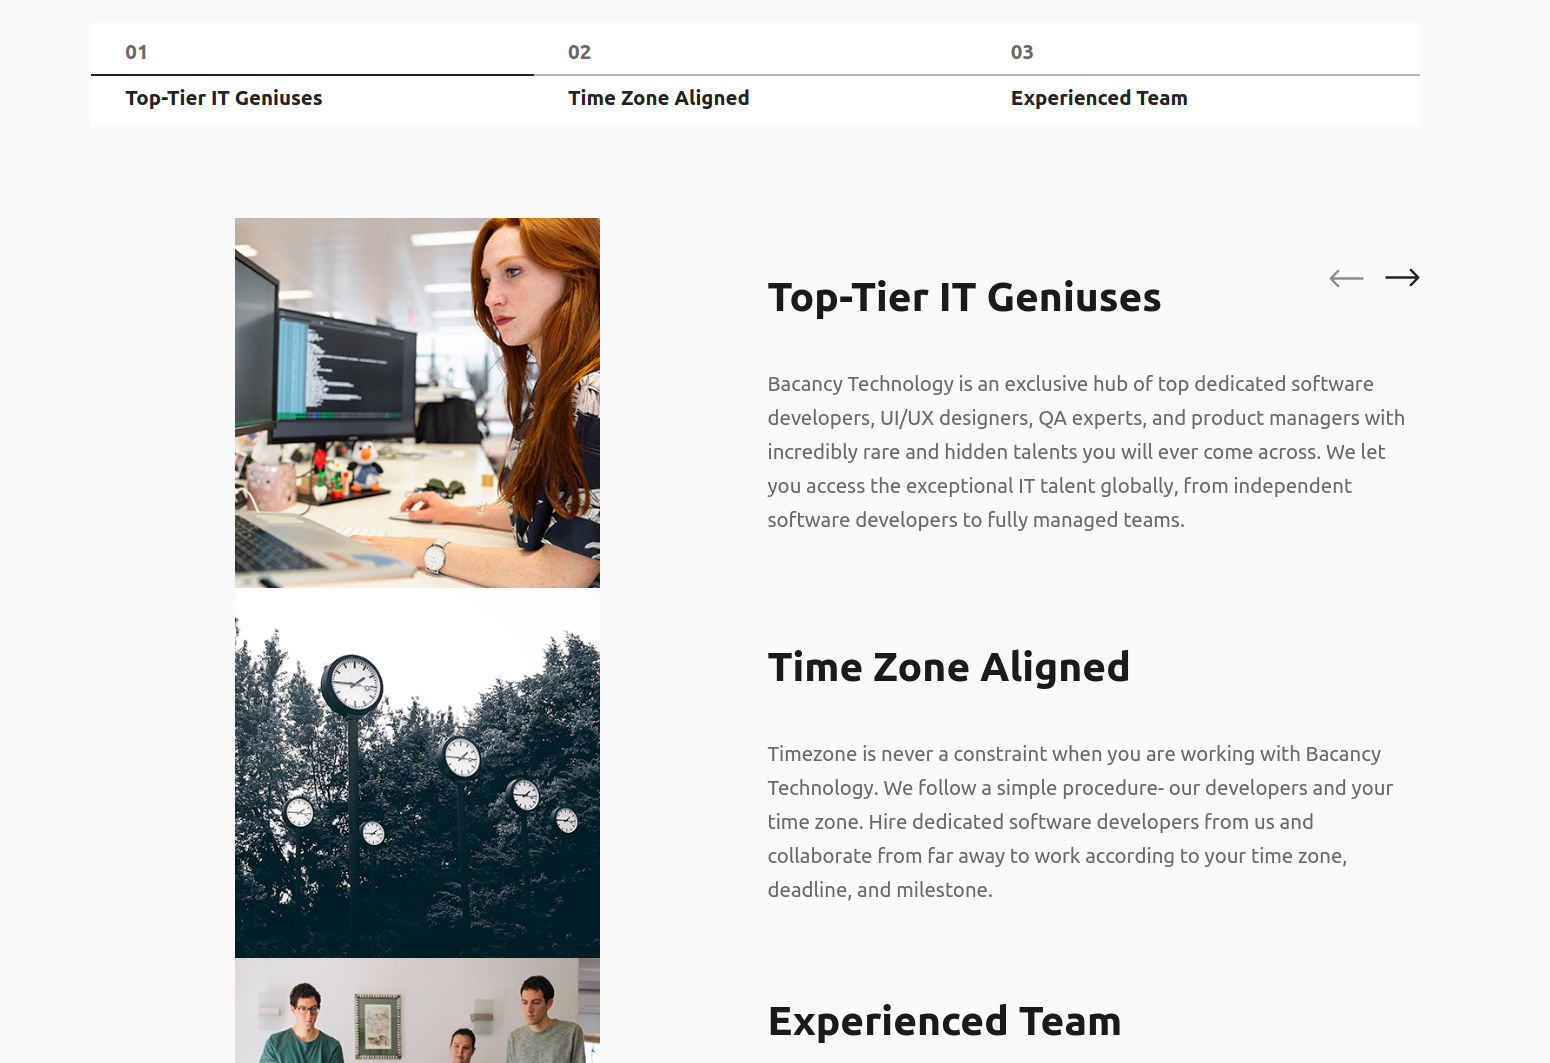 01
02
03
Top-Tier IT Geniuses
Time Zone Aligned
Experienced Team
Top-Tier IT Geniuses
Bacancy Technology is an exclusive hub of top dedicated software
developers, UI/UX designers, QA experts, and product managers with
incredibly rare and hidden talents you will ever come across. We let
you access the exceptional IT talent globally, from independent
software developers to fully managed teams.
Time Zone Aligned
Timezone is never a constraint when you are working with Bacancy
Technology. We follow a simple procedure- our developers and your
time zone. Hire dedicated software developers from us and
collaborate from far away to work according to your time zone,
deadline, and milestone.
Experienced Team